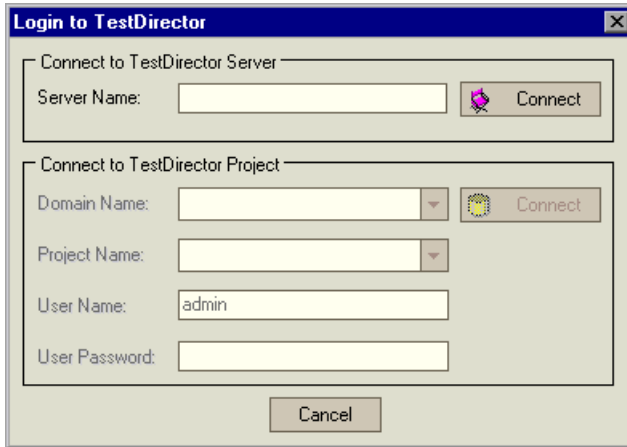 Login to TestDirector
Connect to TestDirector Server
Server Name:
Connect
Connect to TestDirector Project
Domain Name:
Connect
Project Name:
User Name:
admin
User Password:
Cancel